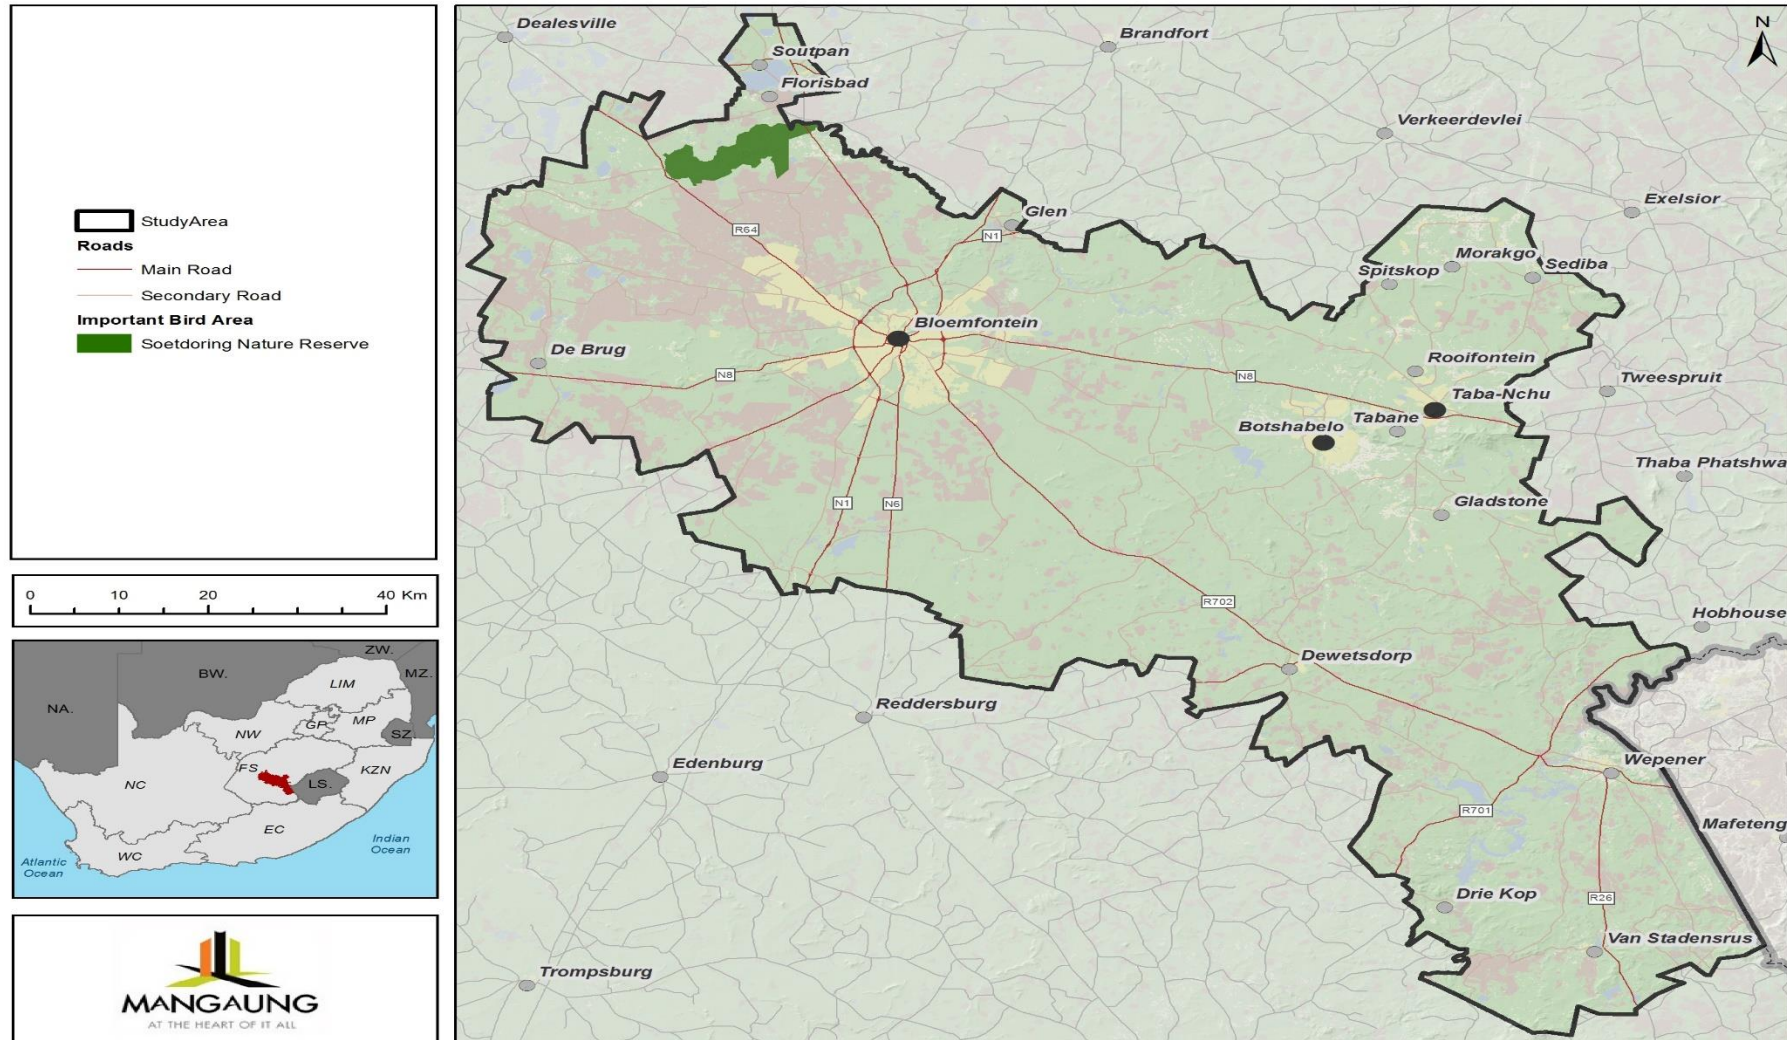 StudyArea
Roads
Main Road
Secondary Road
Important Bird Area
Soetdoring Nature Reserve
0 10 20 40 Km
ZW.
BW.
MZ.
LIM
NA.
GP
MP
NW
SZ.
FS
KZN
NC
LS.
EC
WC
Indian
Ocean
Atlantic
Ocean
MANGAUNG
AT THE HEART OF IT ALL
N
Dealesville
Brandfort
Soutpan
Florisbad
Verkeerdevlei
Exelsior
Glen
R64
N1
Morakgo
Spitskop
Sediba
Bloemfontein
De Brug
Rooifontein
N8
N8
Tweespruit
Taba-Nchu
Tabane
Botshabelo
Thaba Phatshwa
N1
N6
Gladstone
R702
Hobhouse
Dewetsdorp
Reddersburg
Edenburg
Wepener
R701
Mafeteng
Drie Kop
R26
Van Stadensrus
Trompsburg